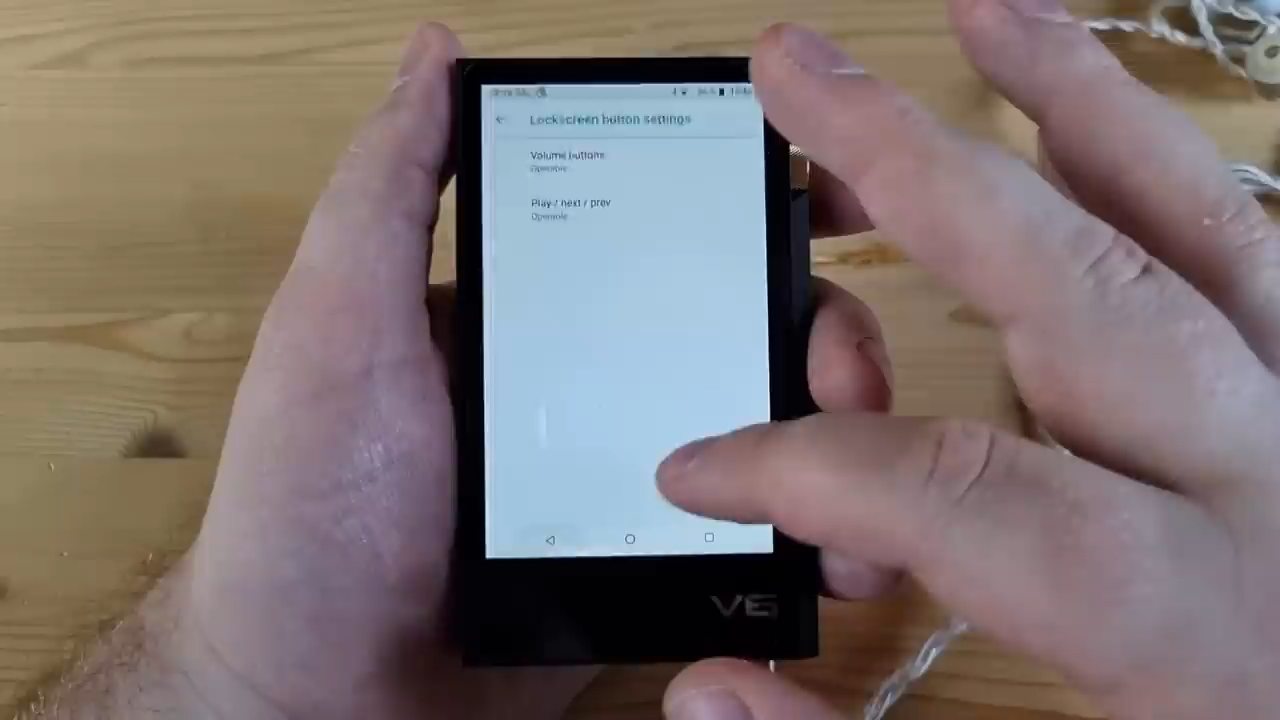 Lockscreen button settings
Volume buttons
Operable
Play / next / prev
Operable
V6